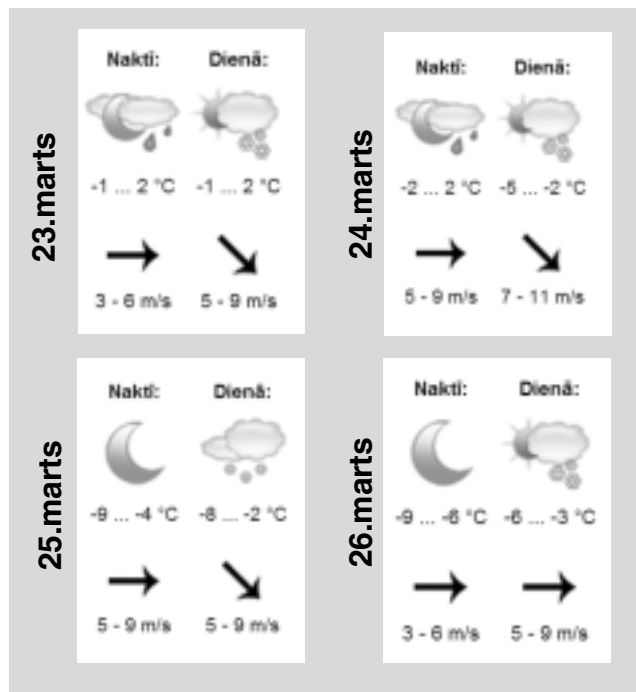 23.marts
Naktī: Dienā:
-1 ... 2 °C -1 ... 2 °C
3 - 6 m/s 5 - 9 m/s
24.marts
Naktī: Dienā:
-2 ... 2 °C -5 ... -2 °C
5 - 9 m/s 7 - 11 m/s
25.marts
Naktī: Dienā:
-9 ... -4 °C -8 ... -2 °C
5 - 9 m/s 5 - 9 m/s
26.marts
Naktī: Dienā:
-9 ... -6 °C -6 ... -3 °C
3 - 6 m/s 5 - 9 m/s